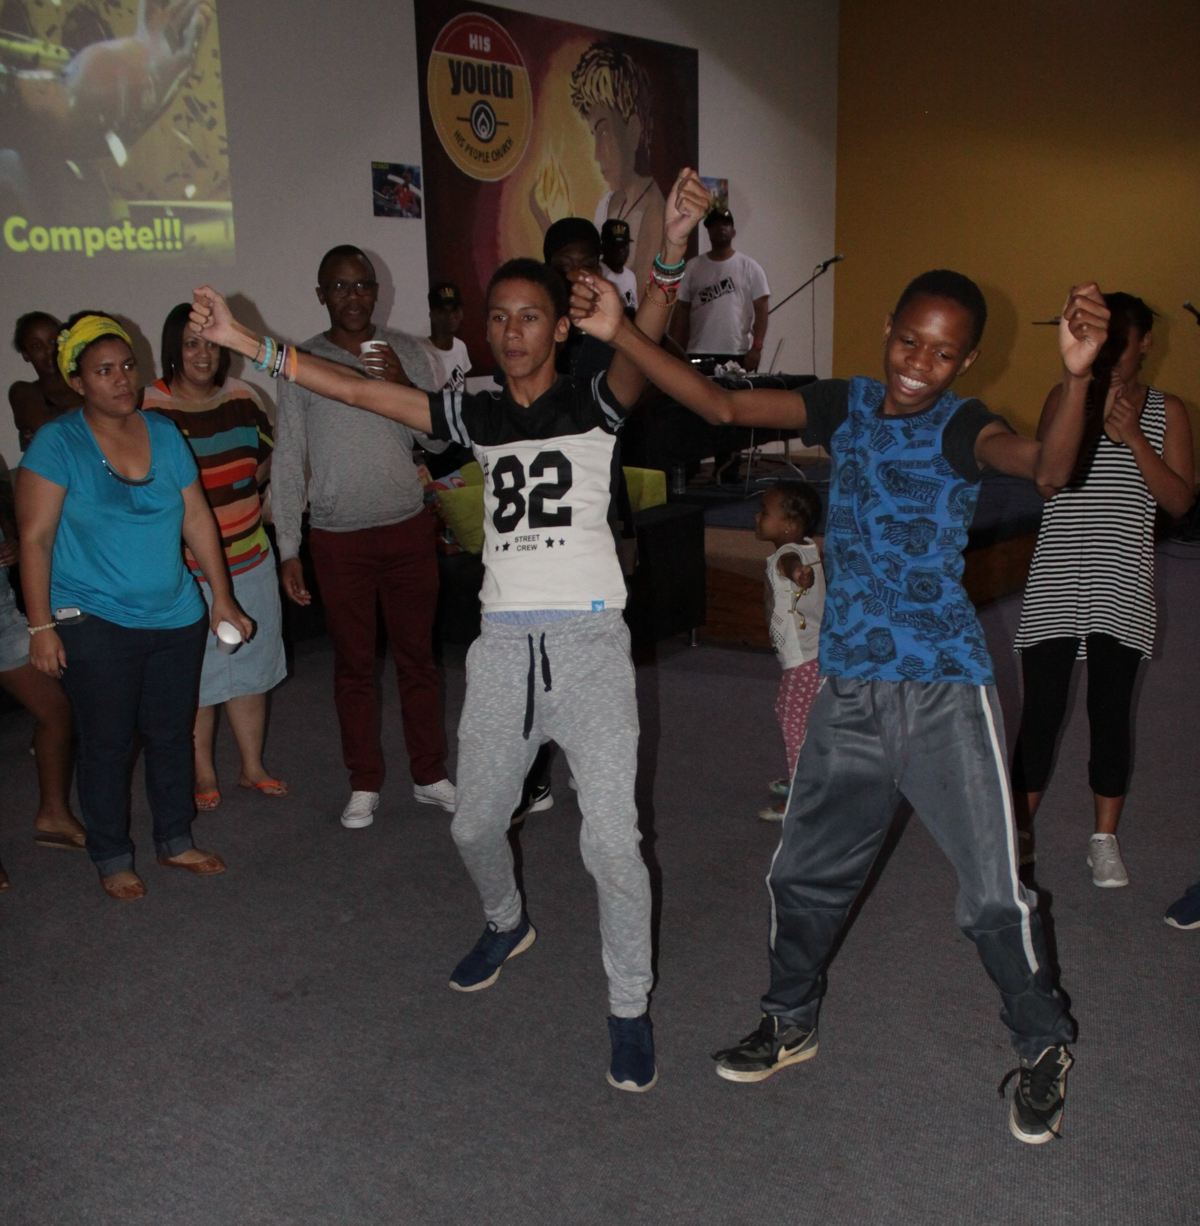 HIS
youth
HIS PEOPLE CHURCH
Compete!!!
#82
STREET
CREW